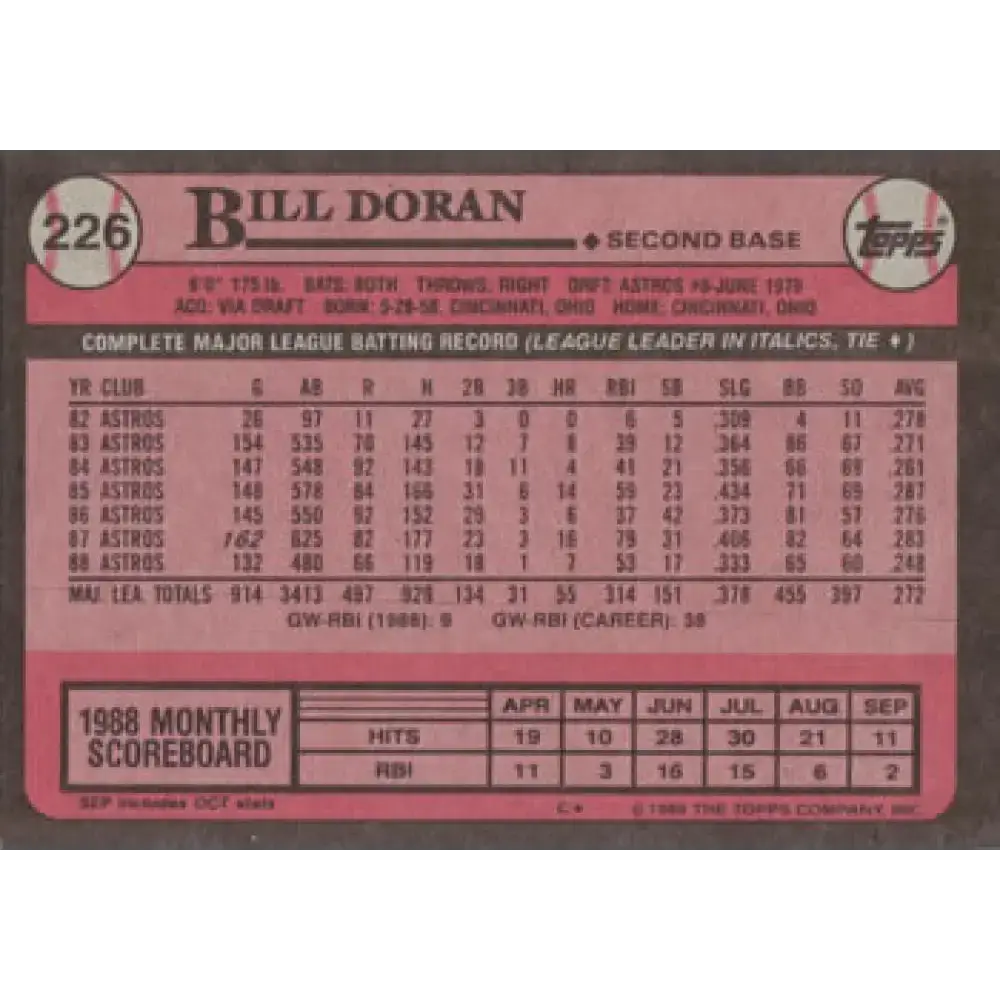 226
BILL DORAN
SECOND BASE
TOPPS®
6'0" 175 lb. BATS: BOTH THROWS: RIGHT DRFT: ASTROS #6-JUNE 1979
ACQ: VIA DRAFT BORN: 5-28-58, CINCINNATI, OHIO HOME: CINCINNATI, OHIO
COMPLETE MAJOR LEAGUE BATTING RECORD (LEAGUE LEADER IN ITALICS, TIE ♦)
YR CLUB G AB R H 2B 3B HR RBI SB SLG BB SO AVG
82 ASTROS 26 97 11 27 3 0 0 6 5 .309 4 11 .278
83 ASTROS 154 535 70 145 12 7 8 39 12 .364 86 67 .271
84 ASTROS 147 548 92 143 18 11 4 41 21 .356 66 69 .261
85 ASTROS 148 578 84 166 31 6 14 59 23 .434 71 69 .287
86 ASTROS 145 550 92 152 29 3 6 37 42 .373 81 57 .276
87 ASTROS 162 625 82 177 23 3 16 79 31 .406 82 64 .283
88 ASTROS 132 480 66 119 18 1 7 53 17 .333 65 60 .248
MAJ. LEA. TOTALS 914 3413 497 929 134 31 55 314 151 .378 455 397 .272
GW-RBI (1988): 9 GW-RBI (CAREER): 38
1988 MONTHLY SCOREBOARD
APR MAY JUN JUL AUG SEP
HITS 19 10 28 30 21 11
RBI 11 3 16 15 6 2
SEP includes OCT stats
C* © 1989 THE TOPPS COMPANY, INC.